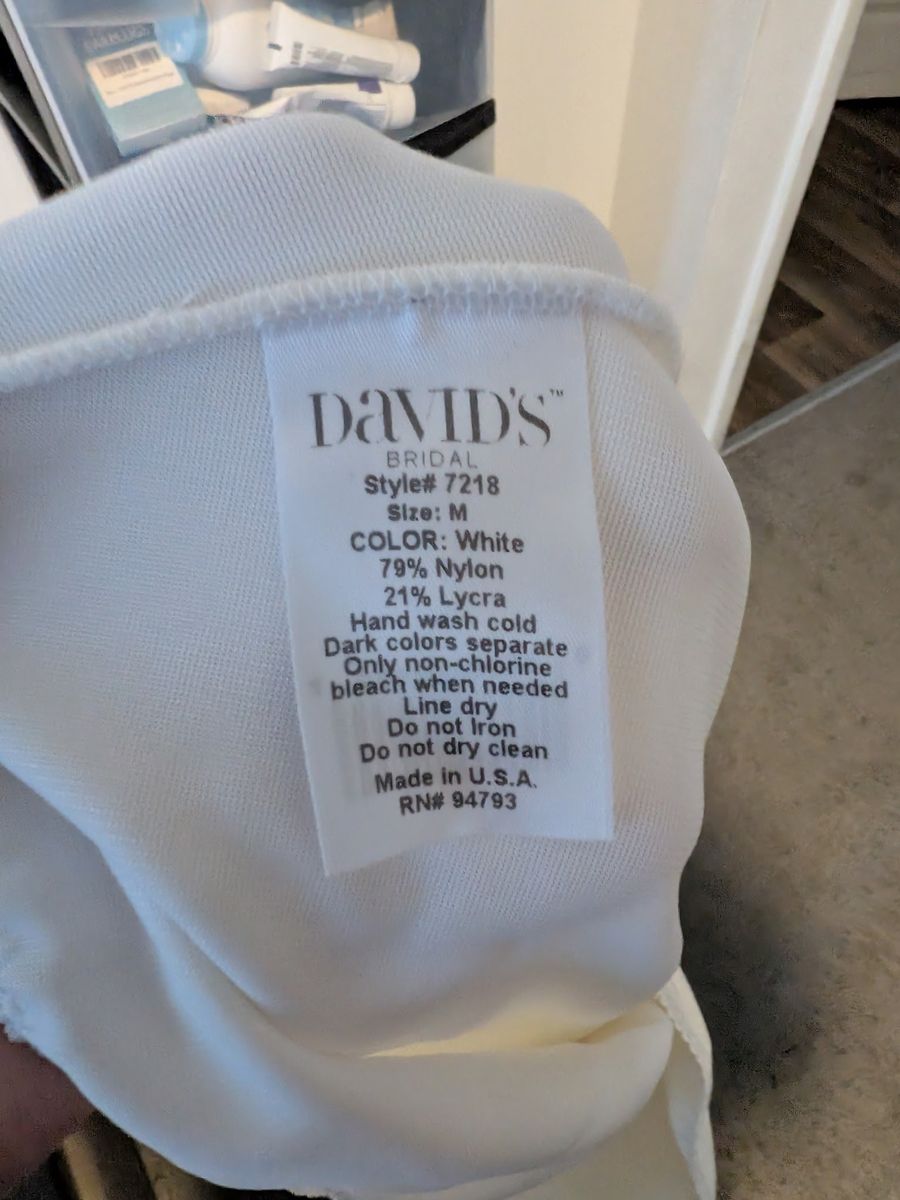 DAVID'S™
BRIDAL
Style# 7218
Size: M
COLOR: White
79% Nylon
21% Lycra
Hand wash cold
Dark colors separate
Only non-chlorine
bleach when needed
Line dry
Do not Iron
Do not dry clean
Made in U.S.A.
RN# 94793